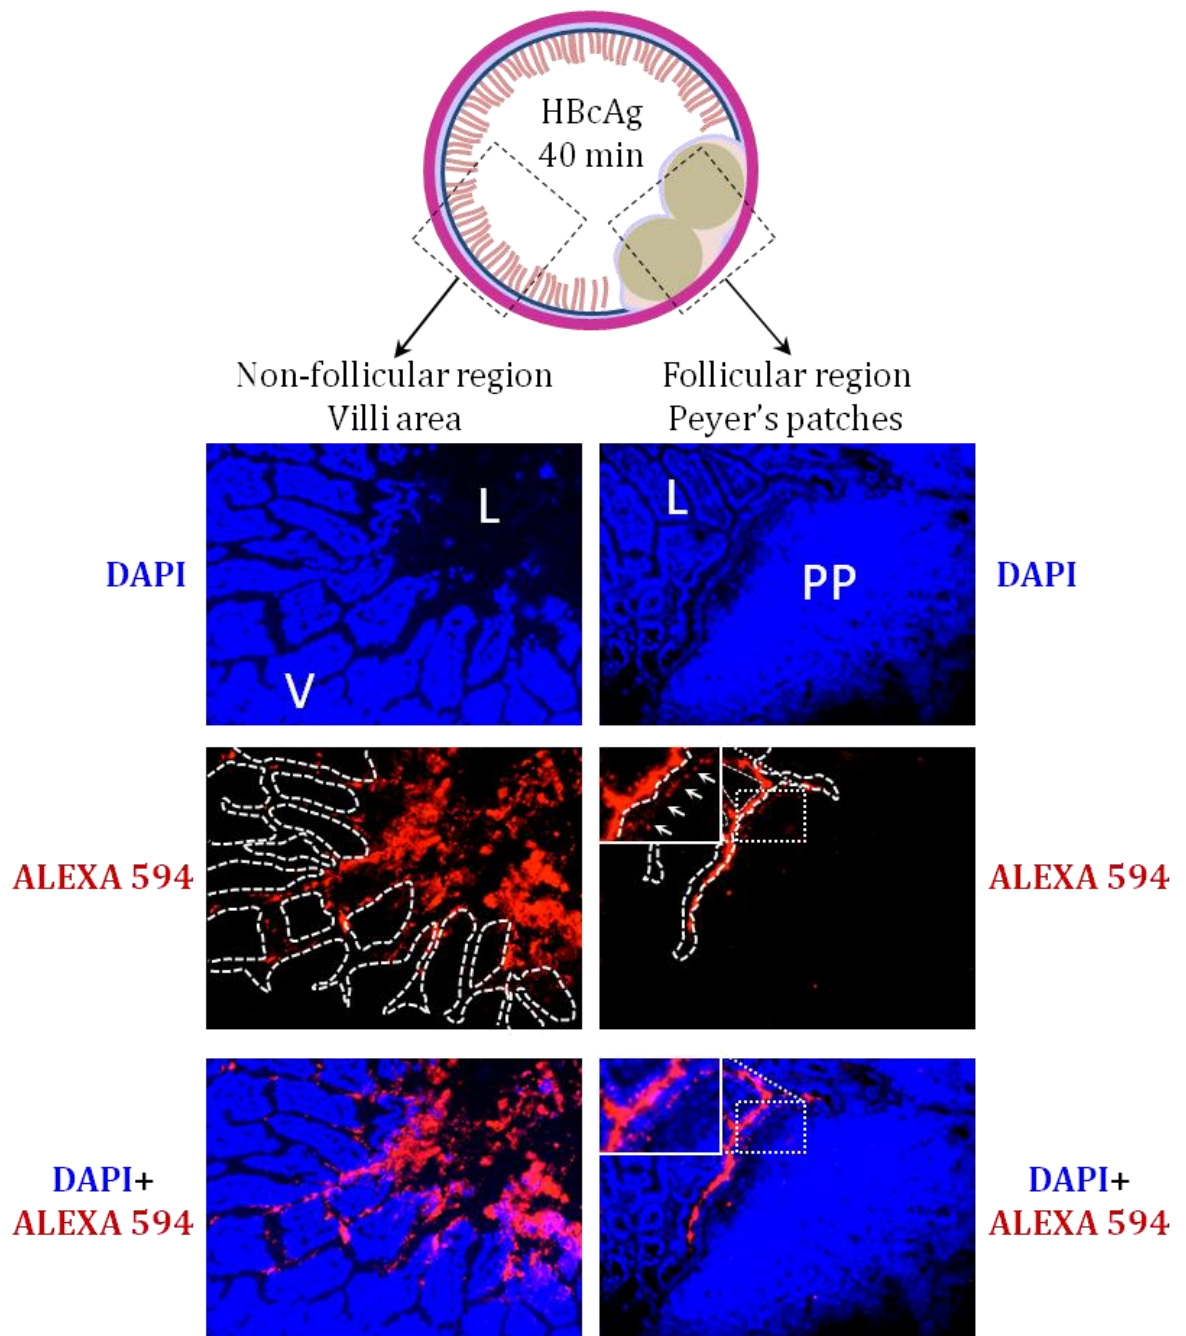 HBcAg
40 min
Non-follicular region
Villi area
Follicular region
Peyer's patches
DAPI
L
V
L
PP
DAPI
ALEXA 594
ALEXA 594
DAPI+
ALEXA 594
DAPI+
ALEXA 594